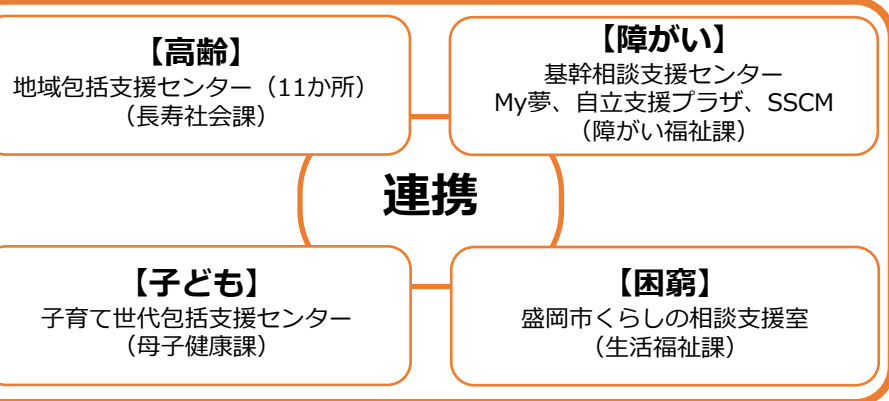 【高齢】
地域包括支援センター（11か所）
（長寿社会課）
【障がい】
基幹相談支援センター
My夢、自立支援プラザ、SSCM
（障がい福祉課）
連携
【子ども】
子育て世代包括支援センター
（母子健康課）
【困窮】
盛岡市くらしの相談支援室
（生活福祉課）